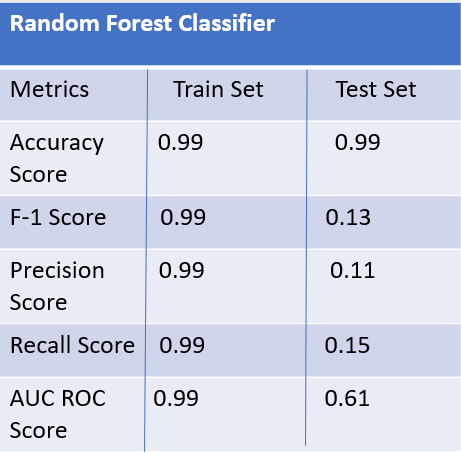 Random Forest Classifier
Metrics Train Set Test Set
Accuracy 0.99 0.99
Score
F-1 Score 0.99 0.13
Precision 0.99 0.11
Score
Recall Score 0.99 0.15
AUC ROC 0.99 0.61
Score